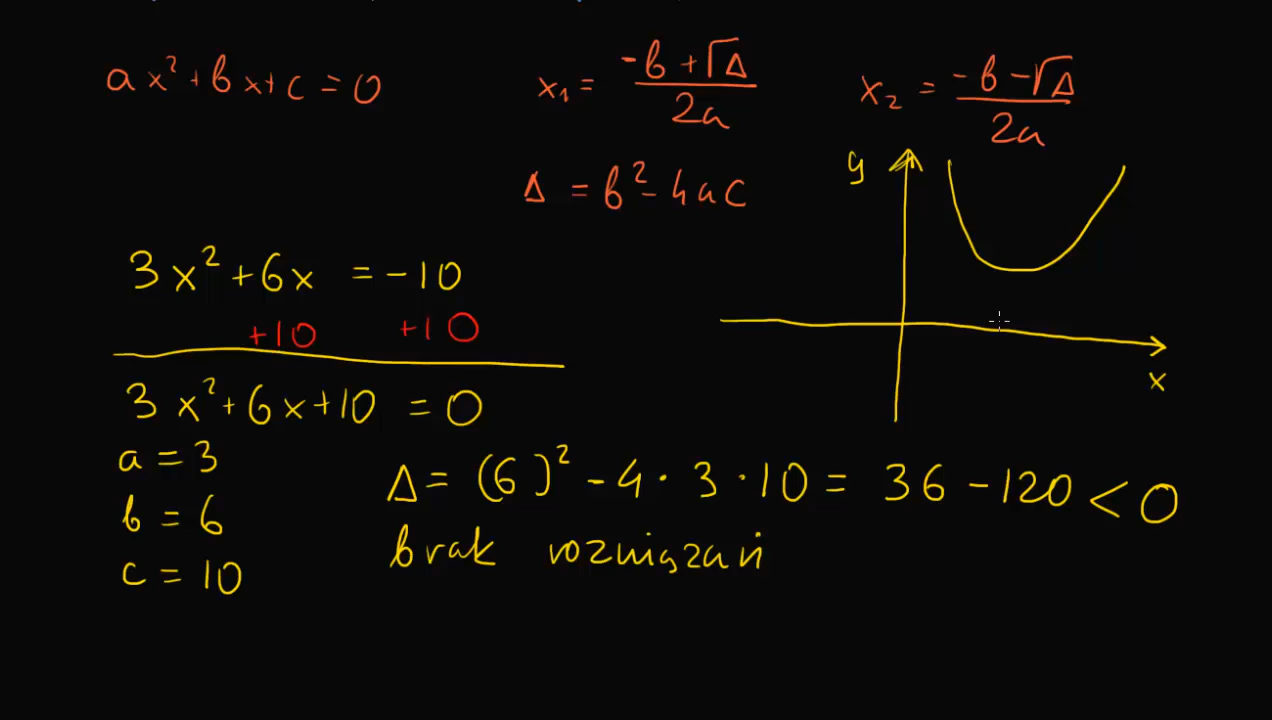 ax² + bx + c = 0
x₁ = (-b + √Δ) / 2a
x₂ = (-b - √Δ) / 2a
Δ = b² - 4ac
y
x
3x² + 6x = -10
+10 +10
3x² + 6x + 10 = 0
a = 3
b = 6
c = 10
Δ = (6)² - 4 · 3 · 10 = 36 - 120 < 0
brak rozwiązań